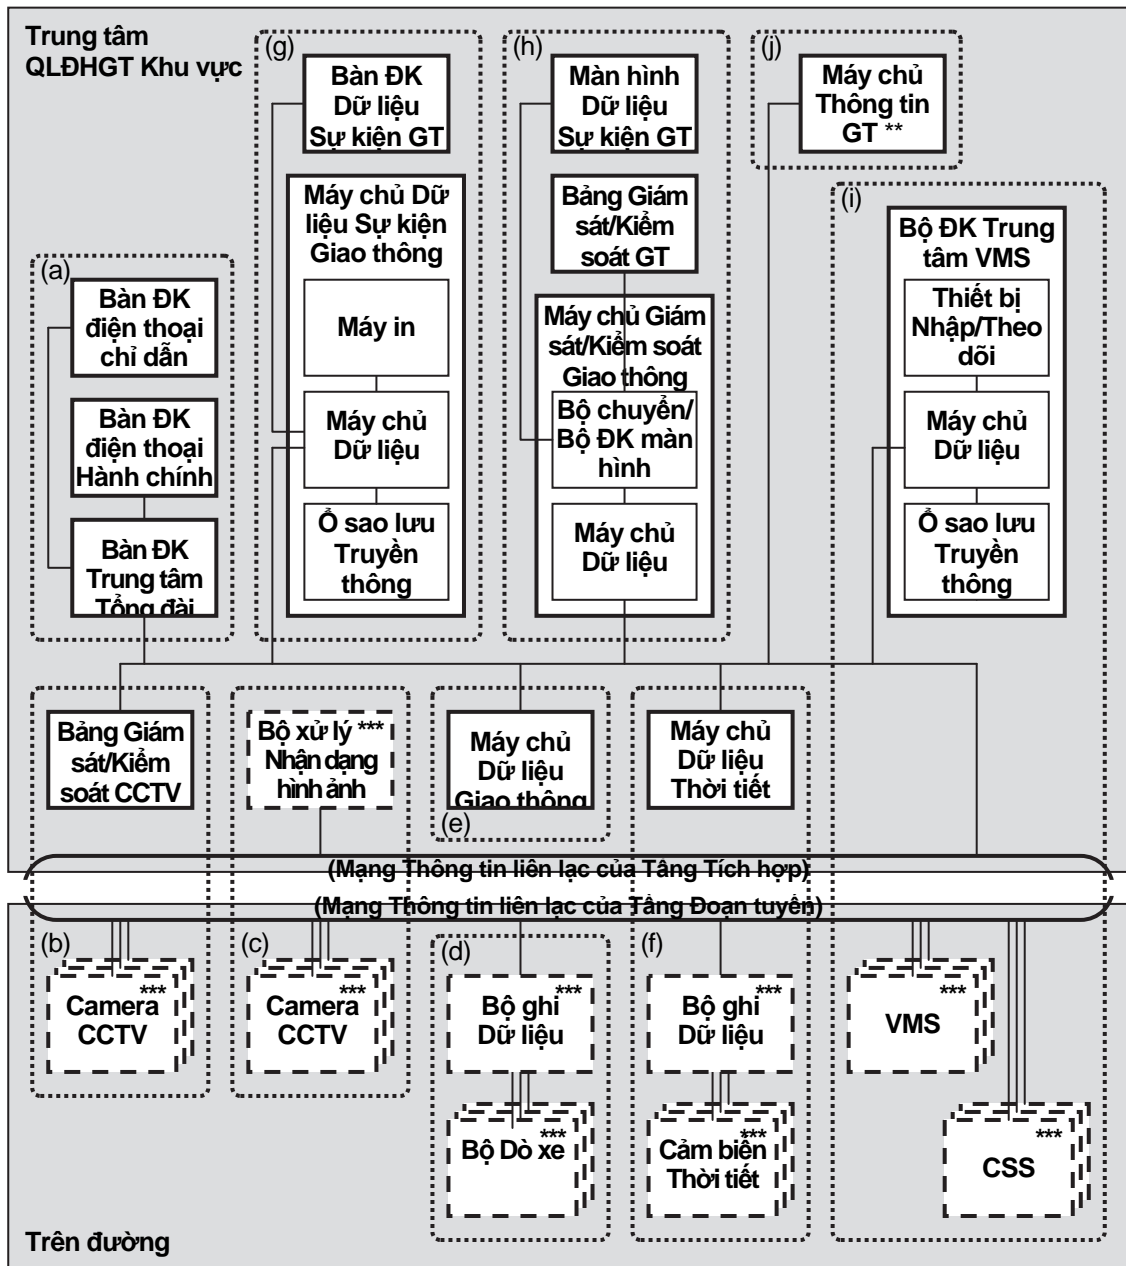 Trung tâm
QLĐHGT Khu vực
(g)
Bàn ĐK
Dữ liệu
Sự kiện GT
Máy chủ Dữ
liệu Sự kiện
Giao thông
Máy in
Máy chủ
Dữ liệu
Ổ sao lưu
Truyền
thông
(h)
Màn hình
Dữ liệu
Sự kiện GT
Bảng Giám
sát/Kiểm
soát GT
Máy chủ Giám
sát/Kiểm soát
Giao thông
Bộ chuyển/
Bộ ĐK màn
hình
Máy chủ
Dữ liệu
(j)
Máy chủ
Thông tin
GT **
(i)
Bộ ĐK Trung
tâm VMS
Thiết bị
Nhập/Theo
dõi
Máy chủ
Dữ liệu
Ổ sao lưu
Truyền
thông
(a)
Bàn ĐK
điện thoại
chỉ dẫn
Bàn ĐK
điện thoại
Hành chính
Bàn ĐK
Trung tâm
Tổng đài
Bảng Giám
sát/Kiểm
soát CCTV
Bộ xử lý ***
Nhận dạng
hình ảnh
Máy chủ
Dữ liệu
Giao thông
(e)
Máy chủ
Dữ liệu
Thời tiết
(Mạng Thông tin liên lạc của Tầng Tích hợp)
(Mạng Thông tin liên lạc của Tầng Đoạn tuyến)
(b)
***
Camera
CCTV
(c)
***
Camera
CCTV
(d)
***
Bộ ghi
Dữ liệu
***
Bộ Dò xe
(f)
***
Bộ ghi
Dữ liệu
***
Cảm biến
Thời tiết
***
VMS
***
CSS
Trên đường